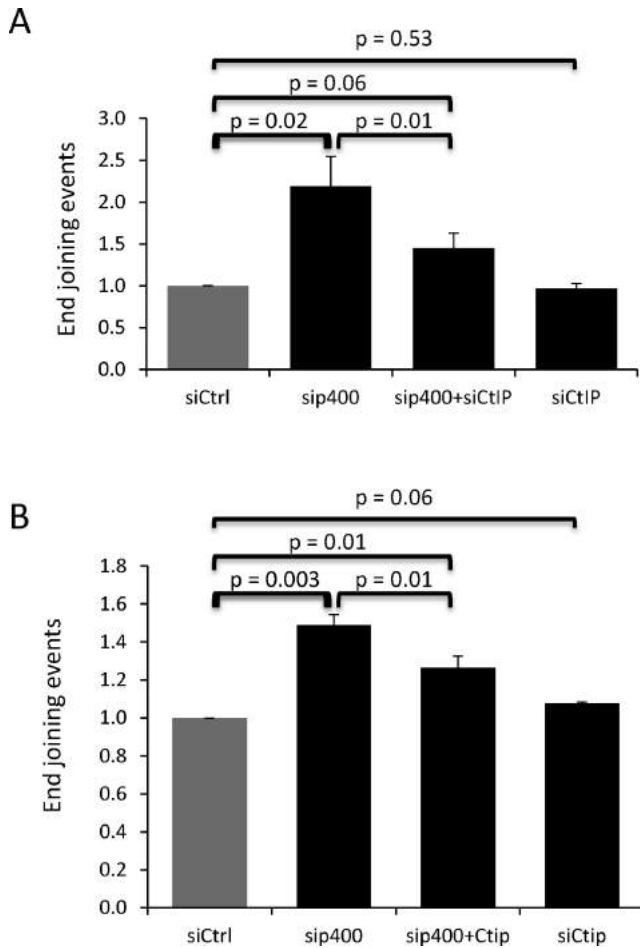 A
p = 0.53
p = 0.06
p = 0.02
p = 0.01
3.0
2.5
2.0
1.5
1.0
0.5
0.0
End joining events
siCtrl
sip400
sip400+siCtIP
siCtIP
B
p = 0.06
p = 0.01
p = 0.003
p = 0.01
1.8
1.6
1.4
1.2
1.0
0.8
0.6
0.4
0.2
0.0
End joining events
siCtrl
sip400
sip400+Ctip
siCtip